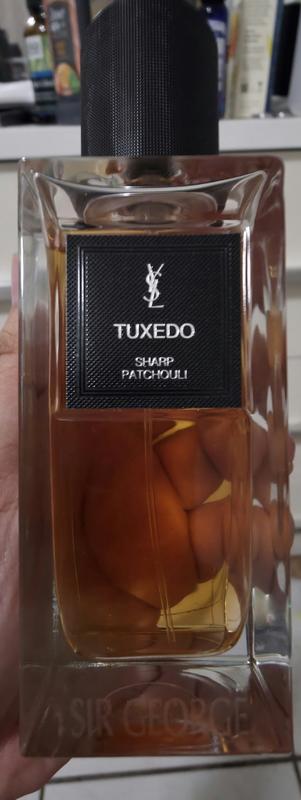 YSL
TUXEDO
SHARP
PATCHOULI
SIR GEORGE